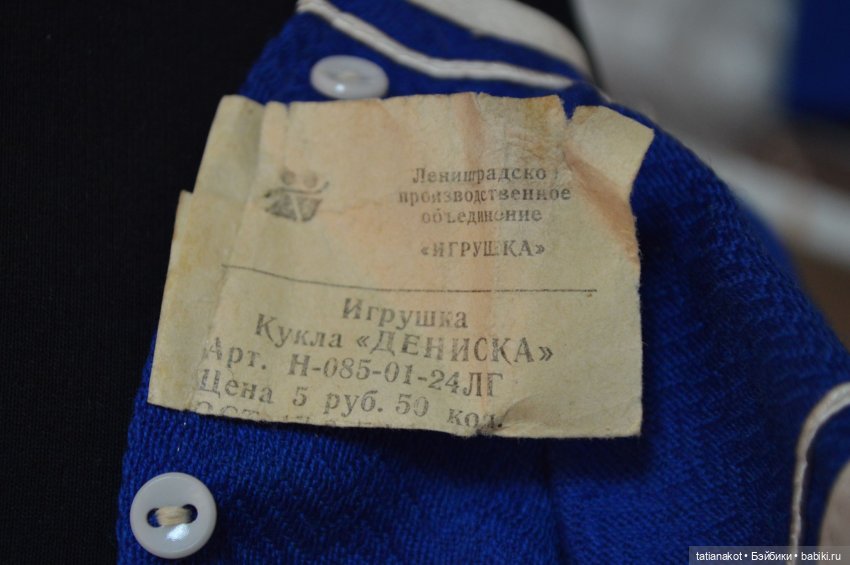 Ленинградско
производственное
объединение
«ИГРУШКА»
Игрушка
Кукла «ДЕНИСКА»
Арт. Н-085-01-24ЛГ
Цена 5 руб. 50 коп.
ОСТ
tatianakot • Бэйбики • babiki.ru